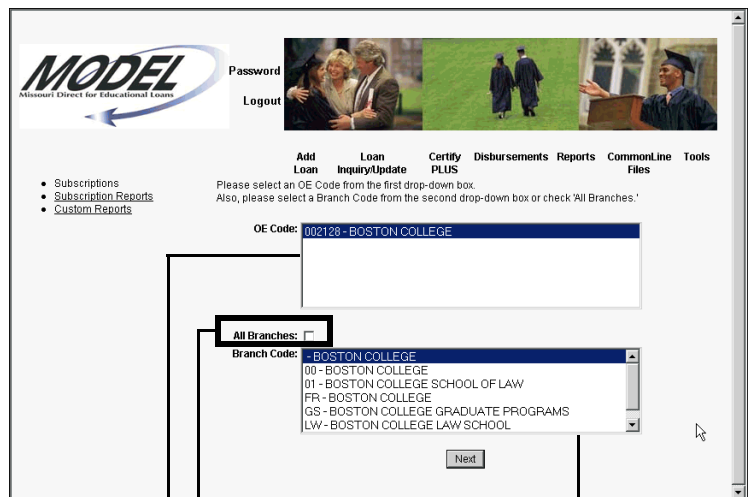 MODEL
Missouri Direct for Educational Loans
Password
Logout
Add Loan
Loan Inquiry/Update
Certify PLUS
Disbursements
Reports
CommonLine Files
Tools
• Subscriptions
• Subscription Reports
• Custom Reports
Please select an OE Code from the first drop-down box.
Also, please select a Branch Code from the second drop-down box or check 'All Branches.'
OE Code:
002128 - BOSTON COLLEGE
All Branches:
Branch Code:
- BOSTON COLLEGE
00 - BOSTON COLLEGE
01 - BOSTON COLLEGE SCHOOL OF LAW
FR - BOSTON COLLEGE
GS - BOSTON COLLEGE GRADUATE PROGRAMS
LW - BOSTON COLLEGE LAW SCHOOL
Next